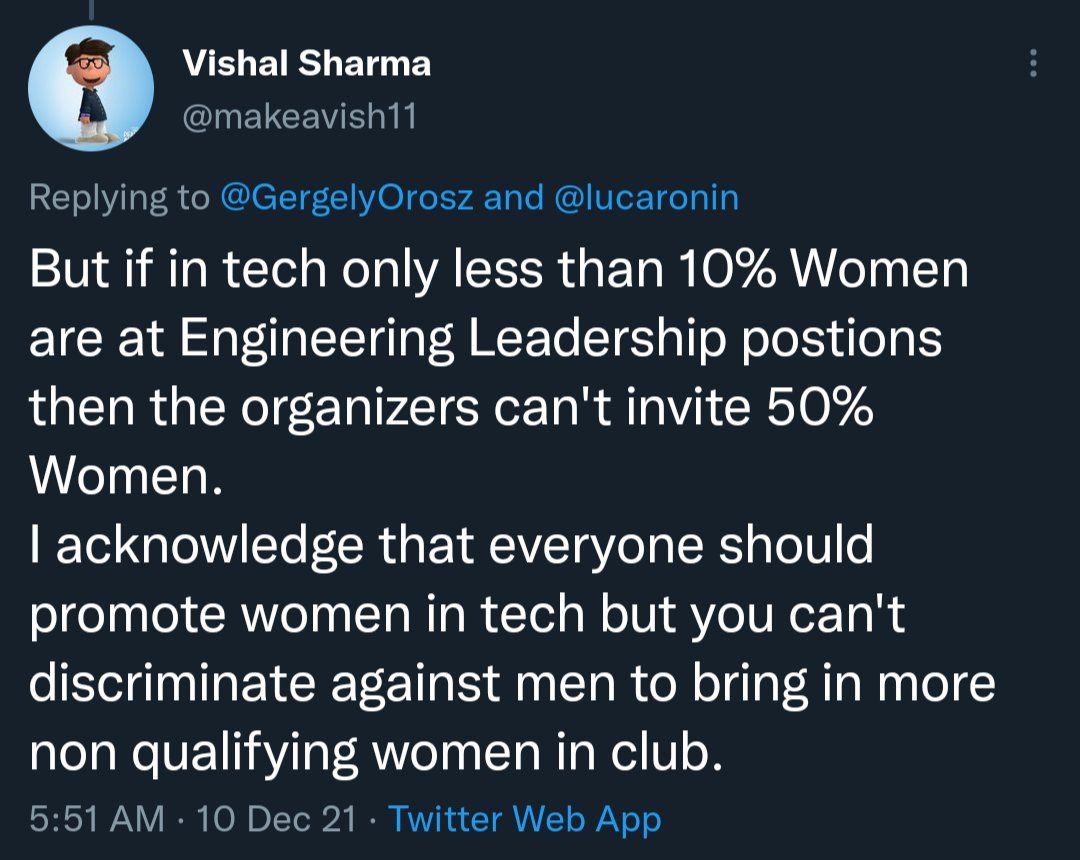 Vishal Sharma
@makeavish11
Replying to @GergelyOrosz and @lucaronin
But if in tech only less than 10% Women
are at Engineering Leadership postions
then the organizers can't invite 50%
Women.
I acknowledge that everyone should
promote women in tech but you can't
discriminate against men to bring in more
non qualifying women in club.
5:51 AM · 10 Dec 21 · Twitter Web App